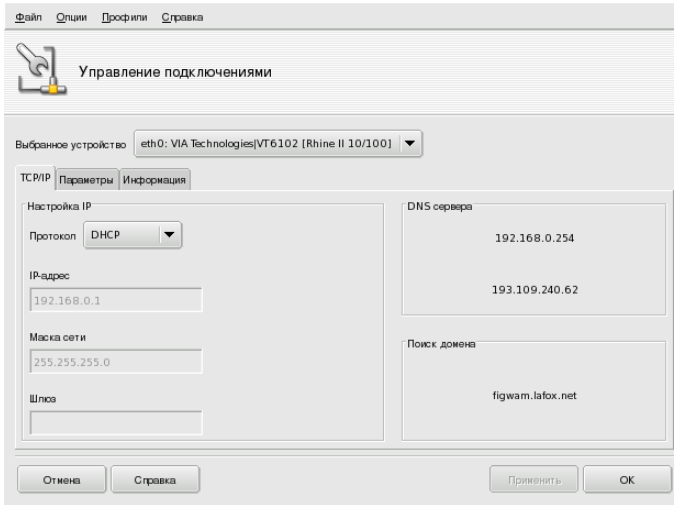 Файл Опции Профили Справка
Управление подключениями
Выбранное устройство eth0: VIA Technologies|VT6102 [Rhine II 10/100]
TCP/IP Параметры Информация
Настройка IP
Протокол DHCP
IP-адрес
192.168.0.1
Маска сети
255.255.255.0
Шлюз
DNS сервера
192.168.0.254
193.109.240.62
Поиск домена
figwam.lafox.net
Отмена Справка Применить OK